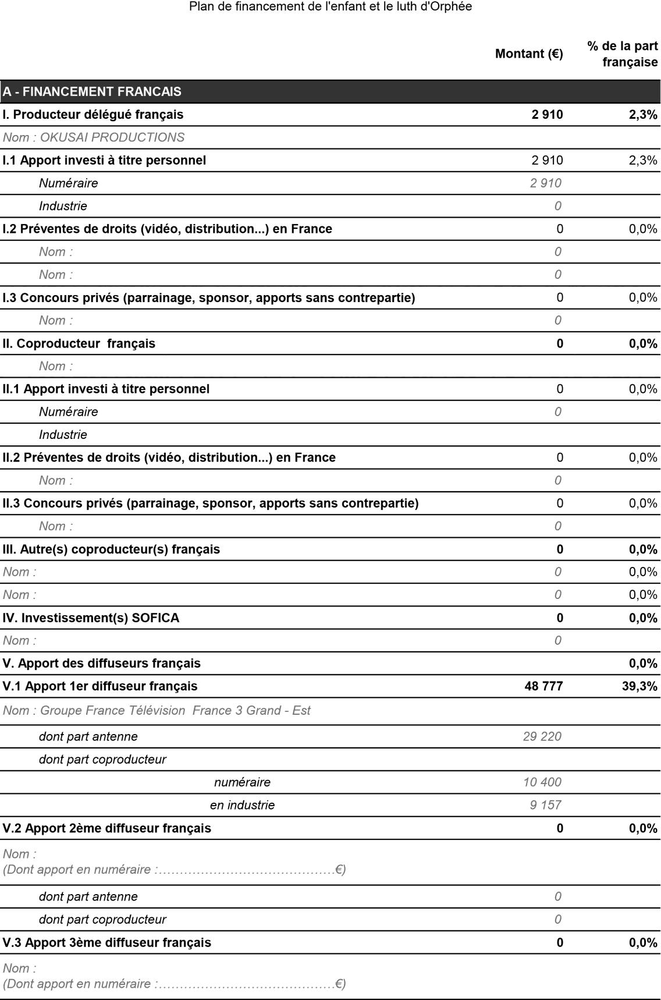 Plan de financement de l'enfant et le luth d'Orphée
Montant (€) % de la part française
A - FINANCEMENT FRANCAIS
I. Producteur délégué français 2 910 2,3%
Nom : OKUSAI PRODUCTIONS
I.1 Apport investi à titre personnel 2 910 2,3%
Numéraire 2 910
Industrie 0
I.2 Préventes de droits (vidéo, distribution...) en France 0 0,0%
Nom : 0
Nom : 0
I.3 Concours privés (parrainage, sponsor, apports sans contrepartie) 0 0,0%
Nom : 0
II. Coproducteur  français 0 0,0%
Nom :
II.1 Apport investi à titre personnel 0 0,0%
Numéraire 0
Industrie
II.2 Préventes de droits (vidéo, distribution...) en France 0 0,0%
Nom : 0
II.3 Concours privés (parrainage, sponsor, apports sans contrepartie) 0 0,0%
Nom : 0
III. Autre(s) coproducteur(s) français 0 0,0%
Nom : 0 0,0%
Nom : 0 0,0%
IV. Investissement(s) SOFICA 0 0,0%
Nom : 0
V. Apport des diffuseurs français 0,0%
V.1 Apport 1er diffuseur français 48 777 39,3%
Nom : Groupe France Télévision  France 3 Grand - Est
dont part antenne 29 220
dont part coproducteur
numéraire 10 400
en industrie 9 157
V.2 Apport 2ème diffuseur français 0 0,0%
Nom :
(Dont apport en numéraire :……………………………………€)
dont part antenne 0
dont part coproducteur 0
V.3 Apport 3ème diffuseur français 0 0,0%
Nom :
(Dont apport en numéraire :……………………………………€)